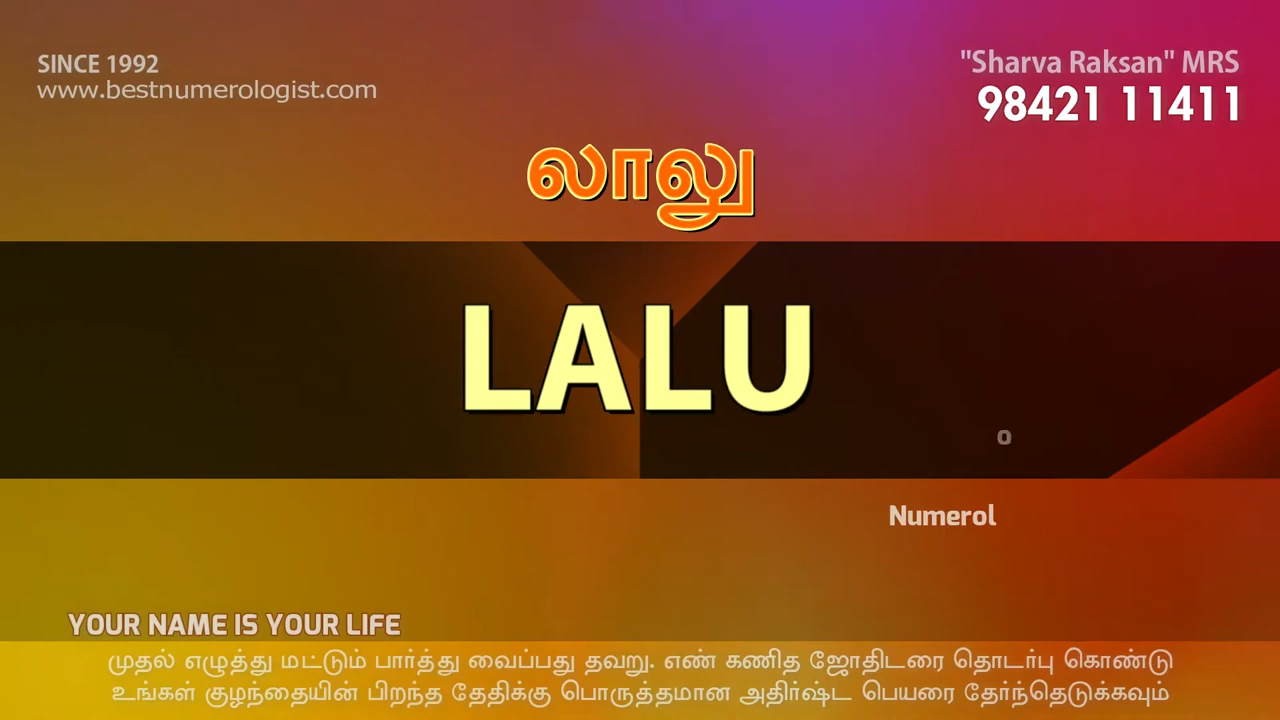 SINCE 1992
www.bestnumerologist.com
"Sharva Raksan" MRS
98421 11411
லாலு
LALU
o
Numerol
YOUR NAME IS YOUR LIFE
முதல் எழுத்து மட்டும் பார்த்து வைப்பது தவறு. எண் கணித ஜோதிடரை தொடர்பு கொண்டு
உங்கள் குழந்தையின் பிறந்த தேதிக்கு பொருத்தமான அதிர்ஷ்ட பெயரை தேர்ந்தெடுக்கவும்